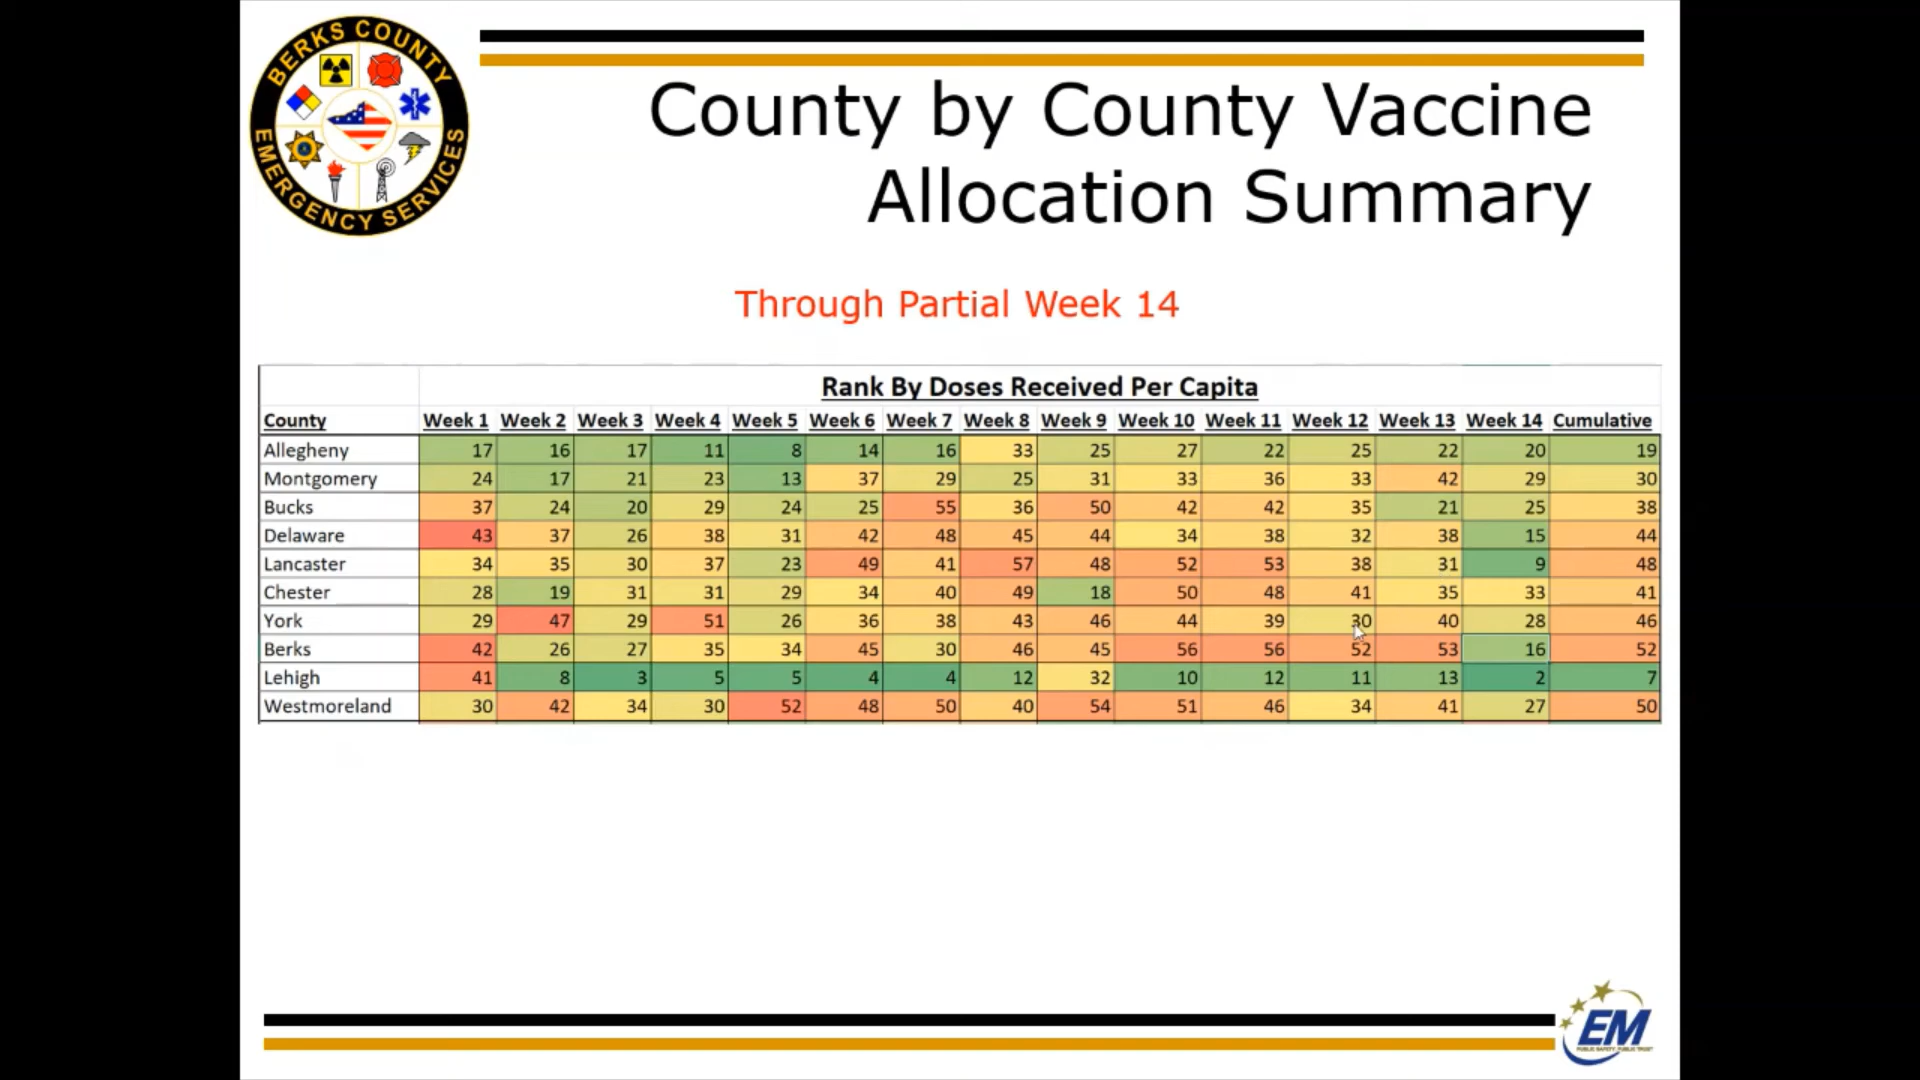 BERKS COUNTY
EMERGENCY SERVICES
County by County Vaccine
Allocation Summary
Through Partial Week 14
Rank By Doses Received Per Capita
County Week 1 Week 2 Week 3 Week 4 Week 5 Week 6 Week 7 Week 8 Week 9 Week 10 Week 11 Week 12 Week 13 Week 14 Cumulative
Allegheny 17 16 17 11 8 14 16 33 25 27 22 25 22 20 19
Montgomery 24 17 21 23 13 37 29 25 31 33 36 33 42 29 30
Bucks 37 24 20 29 24 25 55 36 50 42 42 35 21 25 38
Delaware 43 37 26 38 31 42 48 45 44 34 38 32 38 15 44
Lancaster 34 35 30 37 23 49 41 57 48 52 53 38 31 9 48
Chester 28 19 31 31 29 34 40 49 18 50 48 41 35 33 41
York 29 47 29 51 26 36 38 43 46 44 39 30 40 28 46
Berks 42 26 27 35 34 45 30 46 45 56 56 52 53 16 52
Lehigh 41 8 3 5 5 4 4 12 32 10 12 11 13 2 7
Westmoreland 30 42 34 30 52 48 50 40 54 51 46 34 41 27 50
EM
PUBLIC SAFETY, PUBLIC TRUST